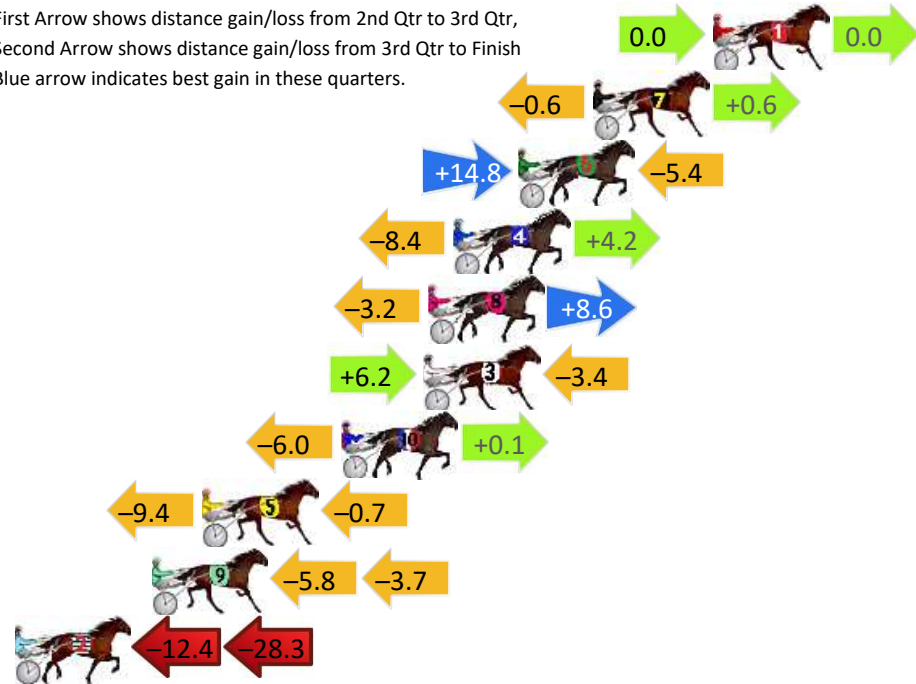 First Arrow shows distance gain/loss from 2nd Qtr to 3rd Qtr,
Second Arrow shows distance gain/loss from 3rd Qtr to Finish
Blue arrow indicates best gain in these quarters.
0.0 1 0.0
–0.6 7 +0.6
+14.8 6 –5.4
–8.4 4 +4.2
–3.2 8 +8.6
+6.2 3 –3.4
–6.0 10 +0.1
–9.4 5 –0.7
9 –5.8 –3.7
2 –12.4 –28.3